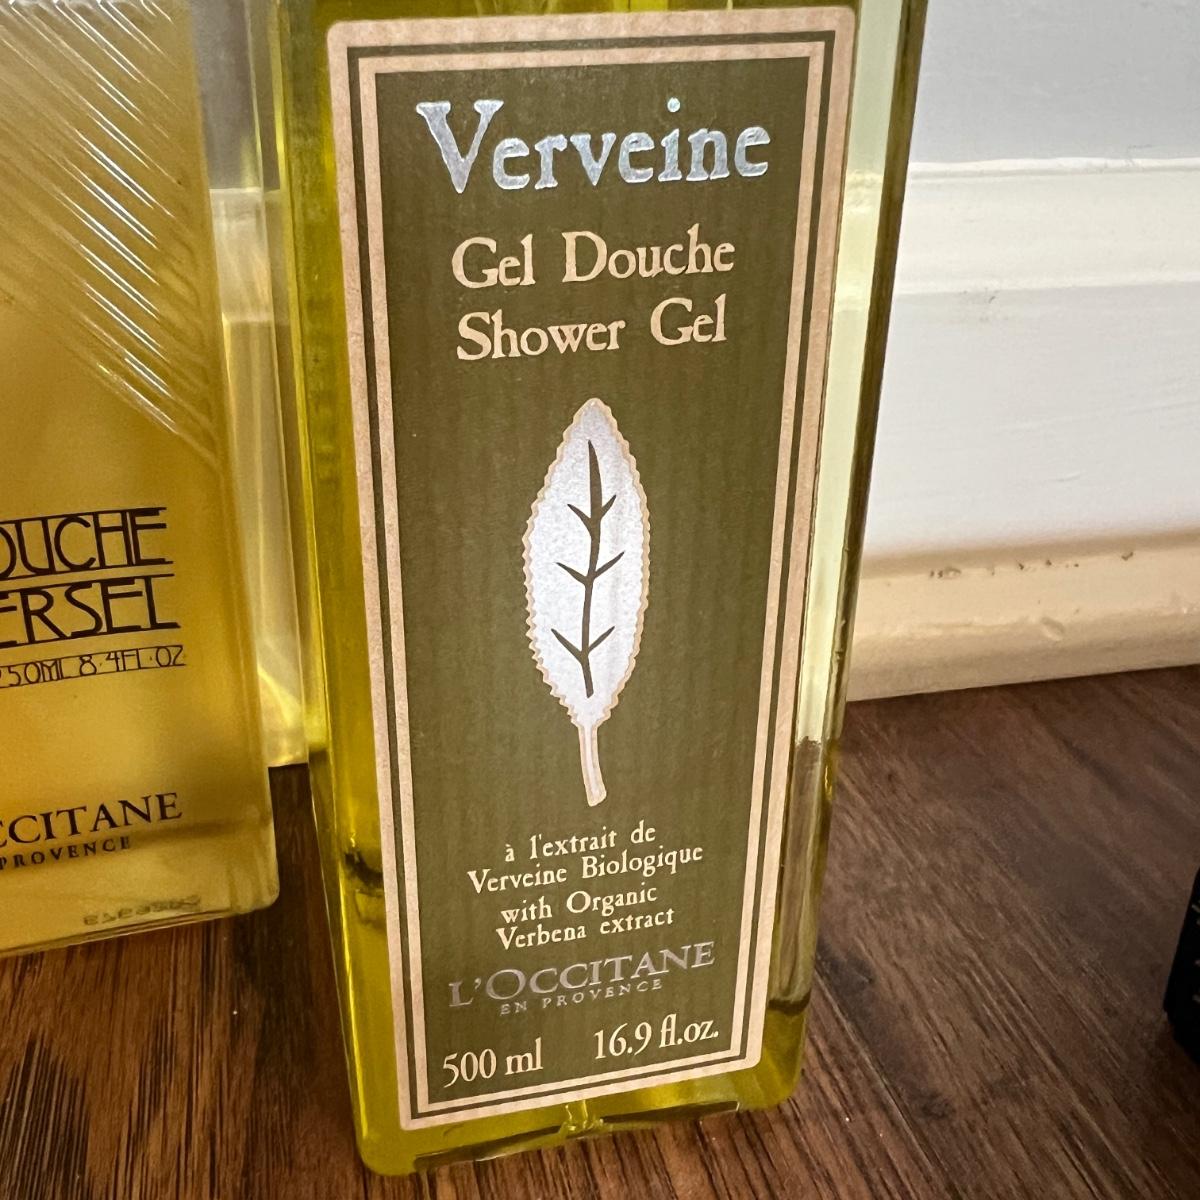 Verveine
Gel Douche
Shower Gel
à l'extrait de
Verveine Biologique
with Organic
Verbena extract
L'OCCITANE
EN PROVENCE
500 ml 16.9 fl.oz.
OUCHE
ERSEL
250ML 8.4FL.OZ
CCITANE
PROVENCE